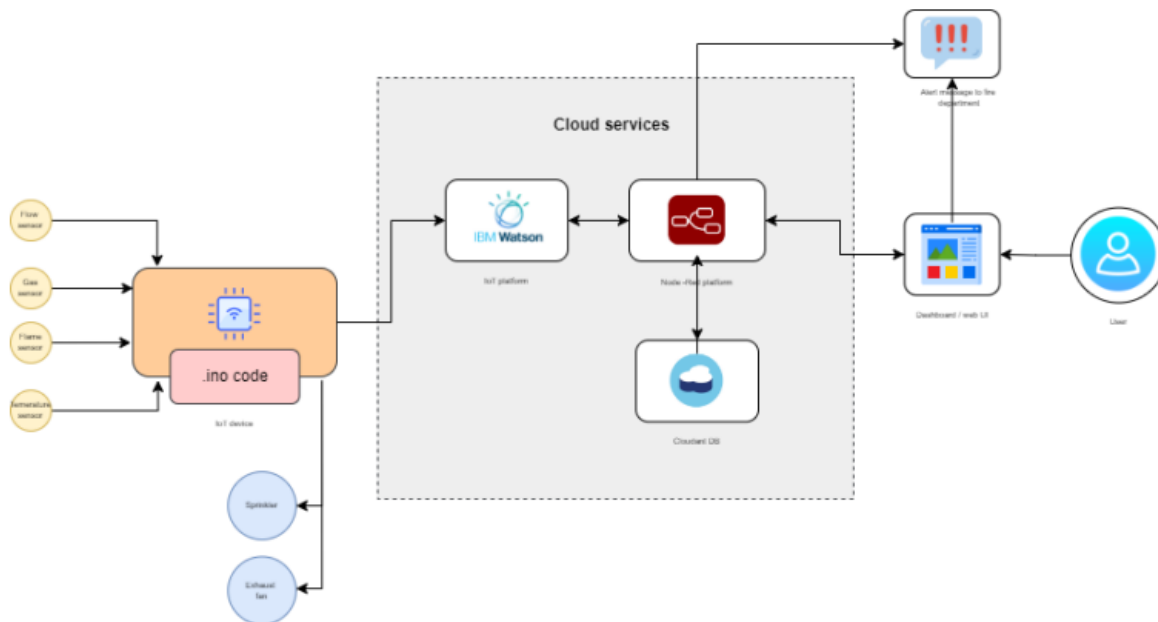 Alert message to fire
department
Cloud services
Flow
sensor
IBM Watson
IoT platform
Node -Red platform
Gas
sensor
Dashboard / web UI
User
Flame
sensor
.ino code
temerature
sensor
IoT device
Cloudant DB
Sprinkler
Exhaust
fan